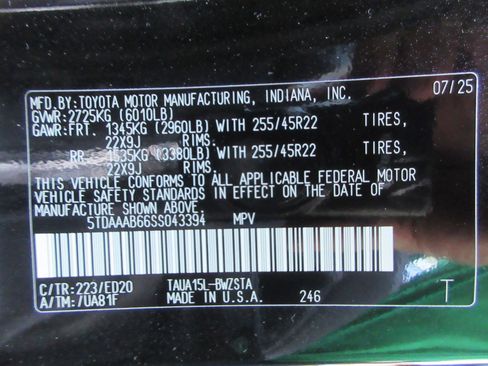 MFD.BY:TOYOTA MOTOR MANUFACTURING, INDIANA, INC. 07/25
GVWR:2725KG (6010LB)
GAWR:FRT. 1345KG (2960LB) WITH 255/45R22 TIRES,
22X9J RIMS.
RR. 1535KG (3380LB) WITH 255/45R22 TIRES,
22X9J RIMS.
THIS VEHICLE CONFORMS TO ALL APPLICABLE FEDERAL MOTOR
VEHICLE SAFETY STANDARDS IN EFFECT ON THE DATE OF
MANUFACTURE SHOWN ABOVE.
5TDAAAB66SS043394 MPV
C/TR:223/ED20 TAUA15L-BWZSTA
A/TM:/UA81F MADE IN U.S.A. 246 T